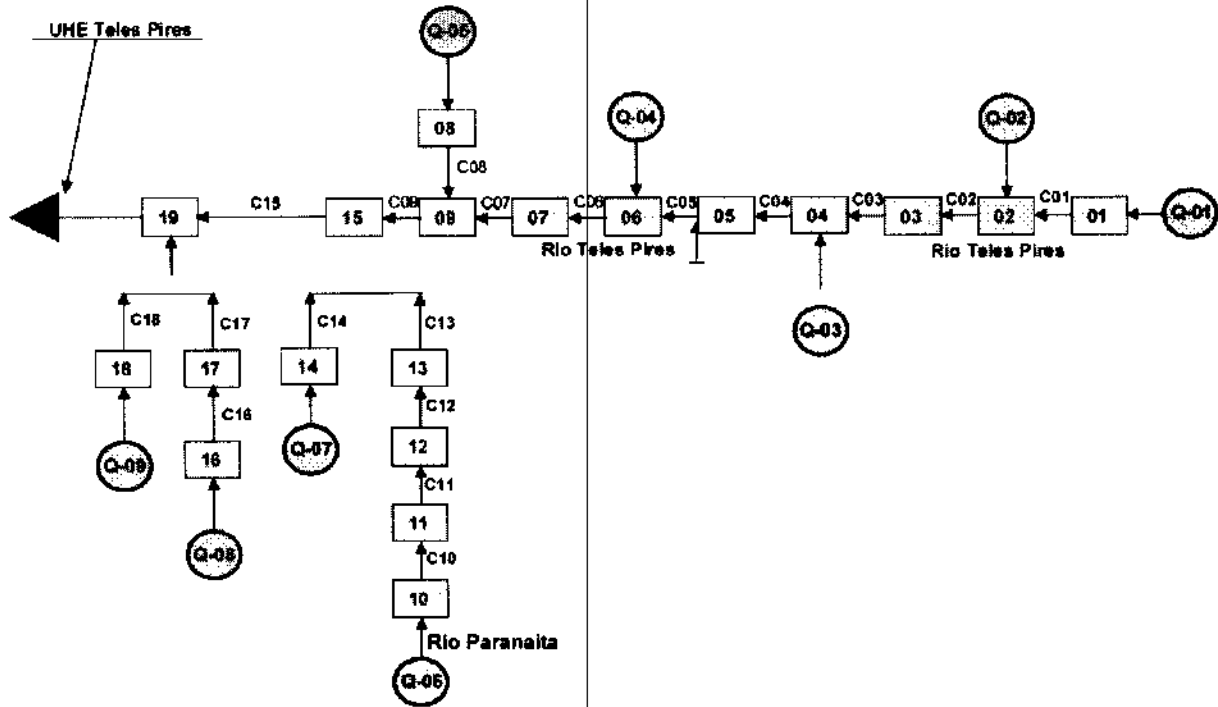 UHE Teles Pires
Q-05
08
C08
Q-04
Q-02
19
C15
15
C09
09
C07
07
C06
06
C05
05
C04
04
C03
03
C02
02
C01
01
Q-01
Rio Teles Pires
Rio Teles Pires
Q-03
C18
C17
C14
C13
18
17
14
13
C16
C12
Q-09
16
Q-07
12
C11
11
Q-08
C10
10
Rio Paranaita
Q-06